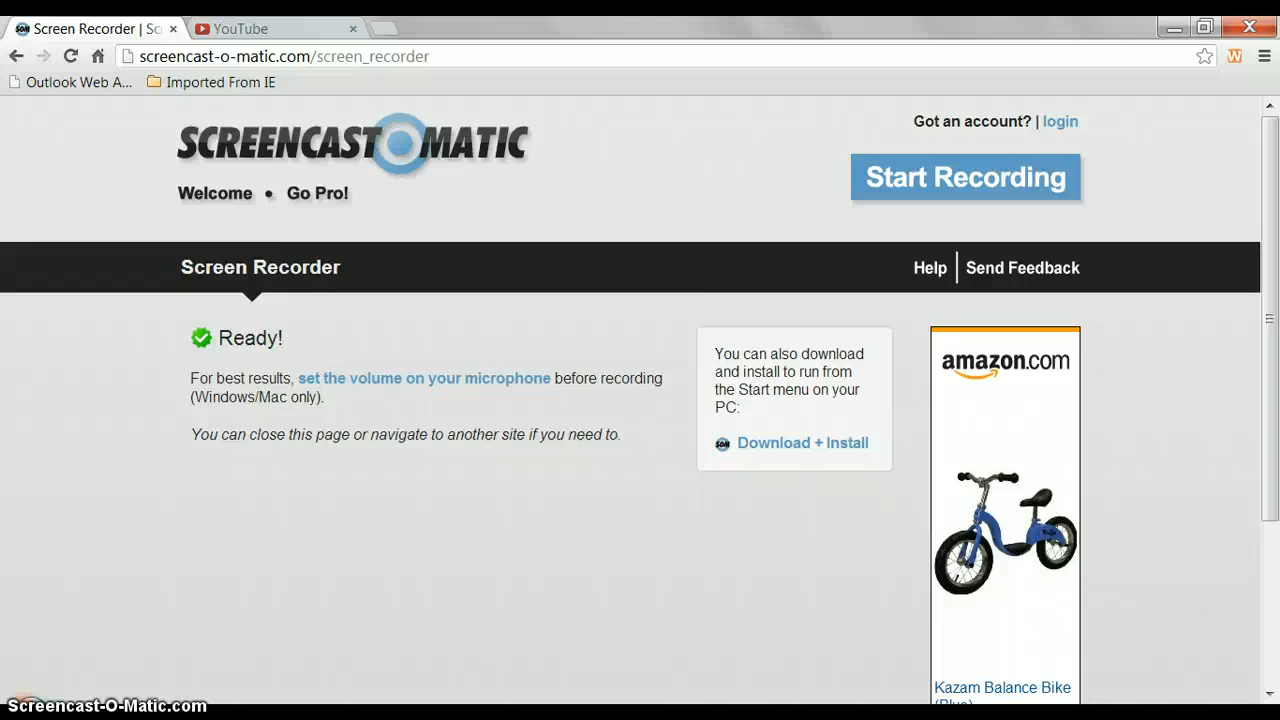 Screen Recorder | Sc
YouTube
screencast-o-matic.com/screen_recorder
W
Outlook Web A...
Imported From IE
SCREENCAST O MATIC
Got an account? | login
Start Recording
Welcome • Go Pro!
Screen Recorder
Help
Send Feedback
Ready!
For best results, set the volume on your microphone before recording
(Windows/Mac only).
You can close this page or navigate to another site if you need to.
You can also download
and install to run from
the Start menu on your
PC:
SOM
Download + Install
amazon.com
Kazam Balance Bike
(Blue)
Screencast-O-Matic.com